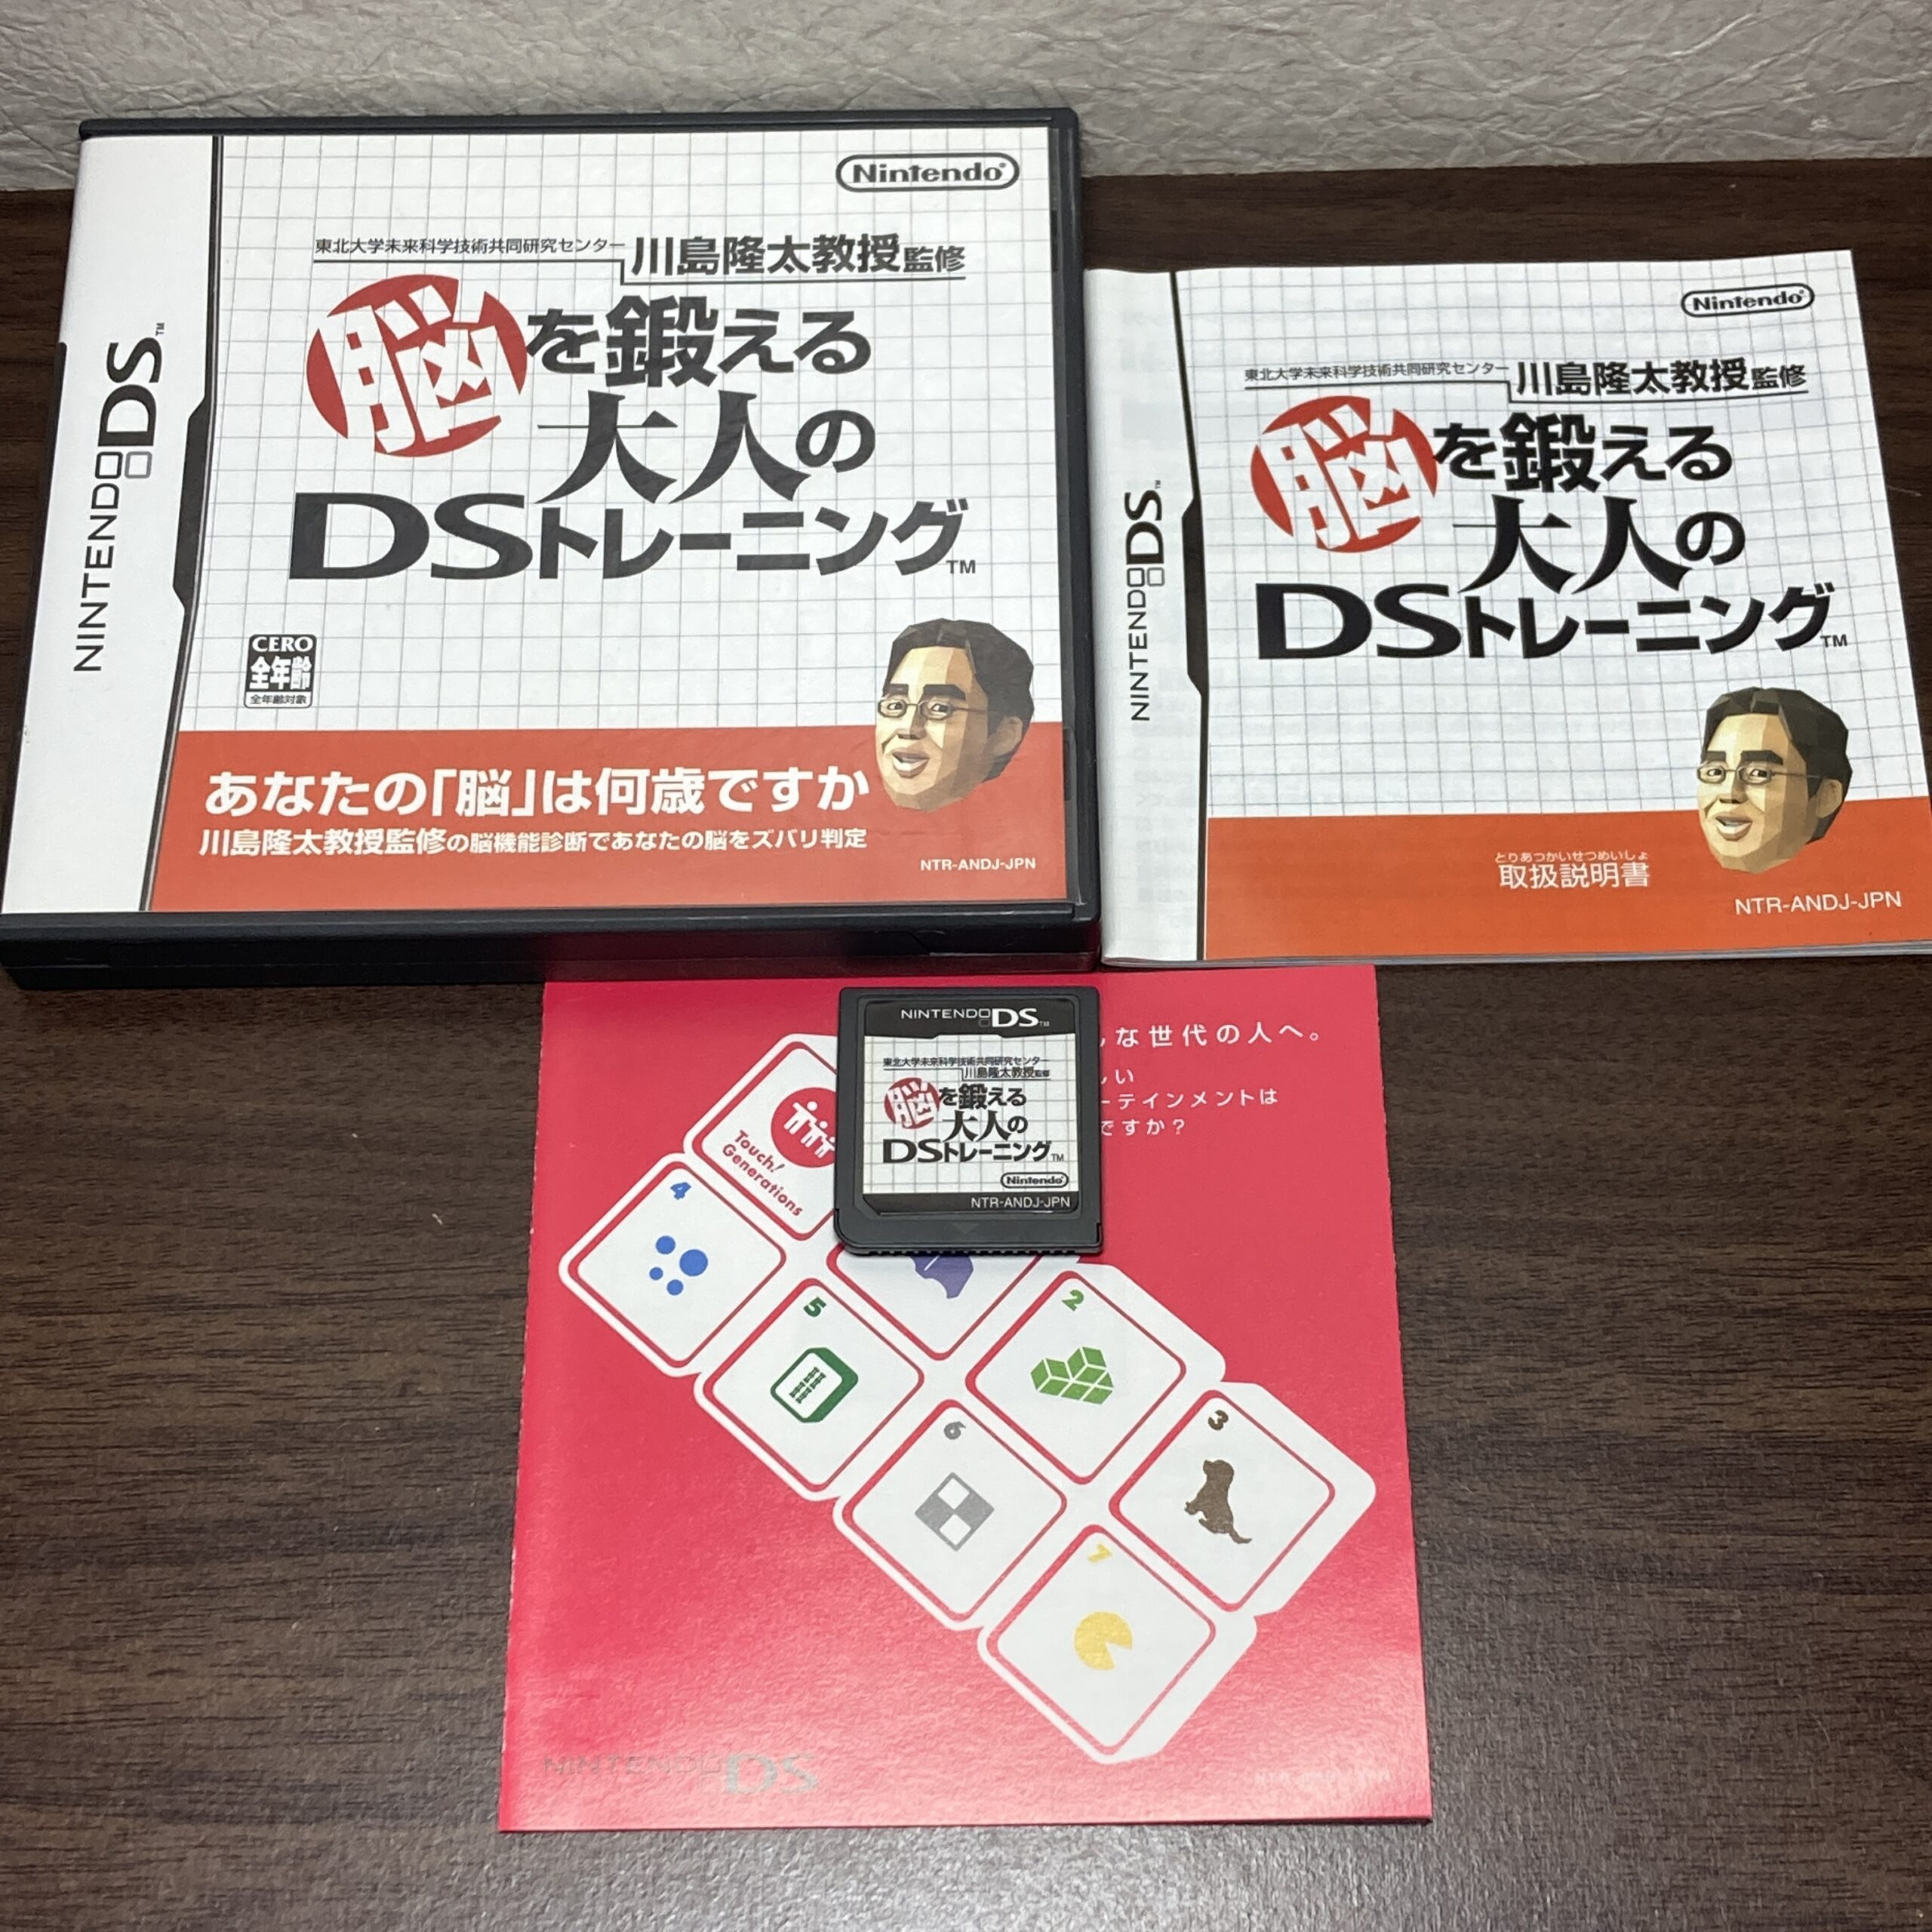 Nintendo
東北大学未来科学技術共同研究センター
川島隆太教授監修
脳を鍛える
大人の
DSトレーニング™
NINTENDO DS™
CERO
全年齢
全年齢対象
あなたの「脳」は何歳ですか
川島隆太教授監修の脳機能診断であなたの脳をズバリ判定
NTR-ANDJ-JPN
Nintendo
東北大学未来科学技術共同研究センター
川島隆太教授監修
脳を鍛える
大人の
DSトレーニング™
NINTENDO DS™
とりあつかいせつめいしょ
取扱説明書
NTR-ANDJ-JPN
NINTENDO DS™
東北大学未来科学技術共同研究センター
川島隆太教授監修
脳を鍛える
大人の
DSトレーニング™
Nintendo
NTR-ANDJ-JPN
な世代の人へ。
しい
ーテインメントは
ですか？
Touch!
Generations
4
5
2
6
3
7
NINTENDO DS